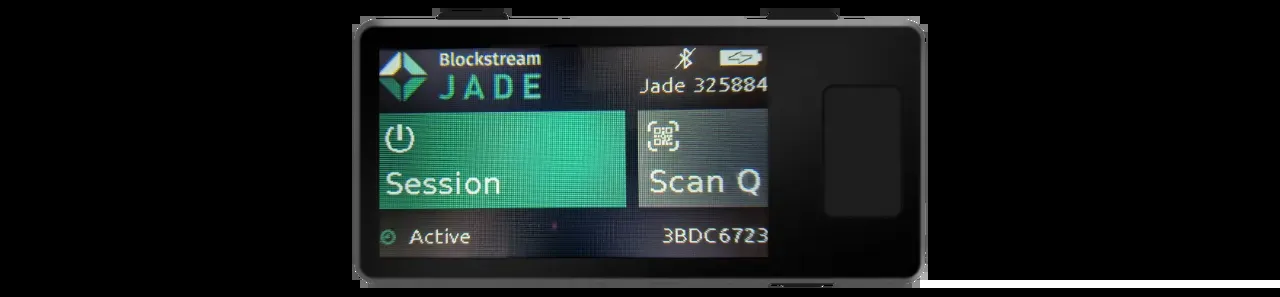 Blockstream
JADE
Jade 325884
Session
Scan Q
Active
3BDC6723